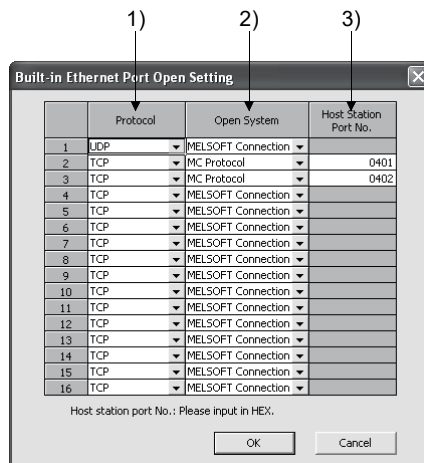 1) 2) 3)
Built-in Ethernet Port Open Setting
Protocol Open System Host Station Port No.
1 UDP MELSOFT Connection
2 TCP MC Protocol 0401
3 TCP MC Protocol 0402
4 TCP MELSOFT Connection
5 TCP MELSOFT Connection
6 TCP MELSOFT Connection
7 TCP MELSOFT Connection
8 TCP MELSOFT Connection
9 TCP MELSOFT Connection
10 TCP MELSOFT Connection
11 TCP MELSOFT Connection
12 TCP MELSOFT Connection
13 TCP MELSOFT Connection
14 TCP MELSOFT Connection
15 TCP MELSOFT Connection
16 TCP MELSOFT Connection
Host station port No.: Please input in HEX.
OK Cancel